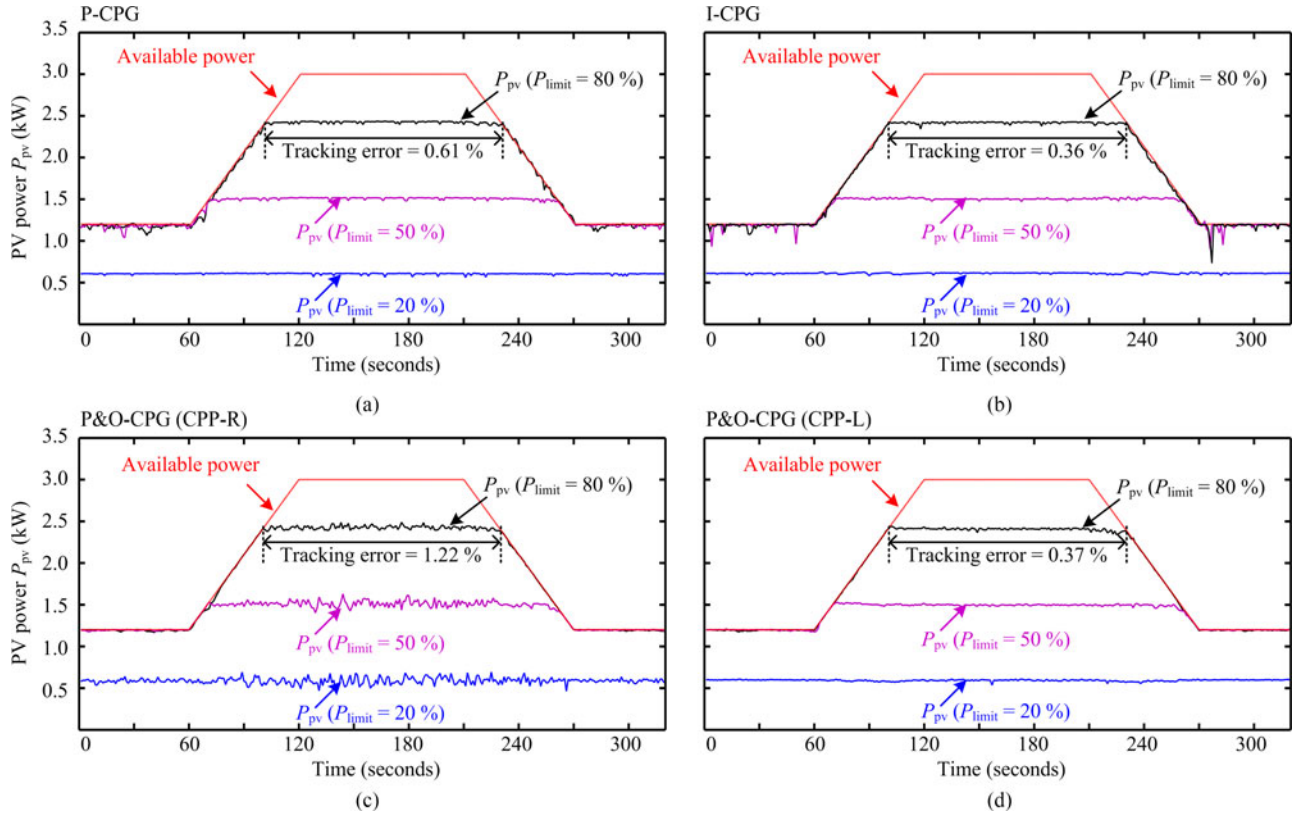 P-CPG
3.5
3.0
2.5
2.0
1.5
1.0
0.5
PV power Ppv (kW)
Available power
Ppv (Plimit = 80 %)
Tracking error = 0.61 %
Ppv (Plimit = 50 %)
Ppv (Plimit = 20 %)
0 60 120 180 240 300
Time (seconds)
(a)
I-CPG
Available power
Ppv (Plimit = 80 %)
Tracking error = 0.36 %
Ppv (Plimit = 50 %)
Ppv (Plimit = 20 %)
0 60 120 180 240 300
Time (seconds)
(b)
P&O-CPG (CPP-R)
3.5
3.0
2.5
2.0
1.5
1.0
0.5
PV power Ppv (kW)
Available power
Ppv (Plimit = 80 %)
Tracking error = 1.22 %
Ppv (Plimit = 50 %)
Ppv (Plimit = 20 %)
0 60 120 180 240 300
Time (seconds)
(c)
P&O-CPG (CPP-L)
Available power
Ppv (Plimit = 80 %)
Tracking error = 0.37 %
Ppv (Plimit = 50 %)
Ppv (Plimit = 20 %)
0 60 120 180 240 300
Time (seconds)
(d)